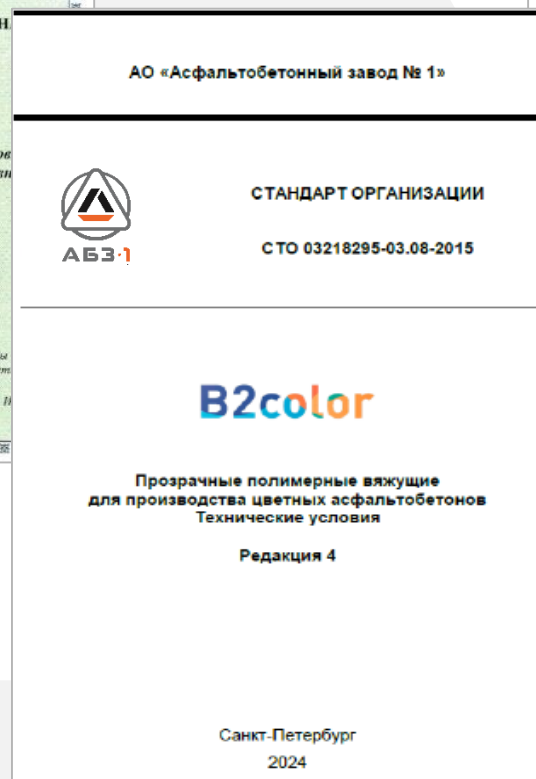 АО «Асфальтобетонный завод № 1»
СТАНДАРТ ОРГАНИЗАЦИИ
АБЗ-1
СТО 03218295-03.08-2015
B2color
Прозрачные полимерные вяжущие
для производства цветных асфальтобетонов
Технические условия
Редакция 4
Санкт-Петербург
2024